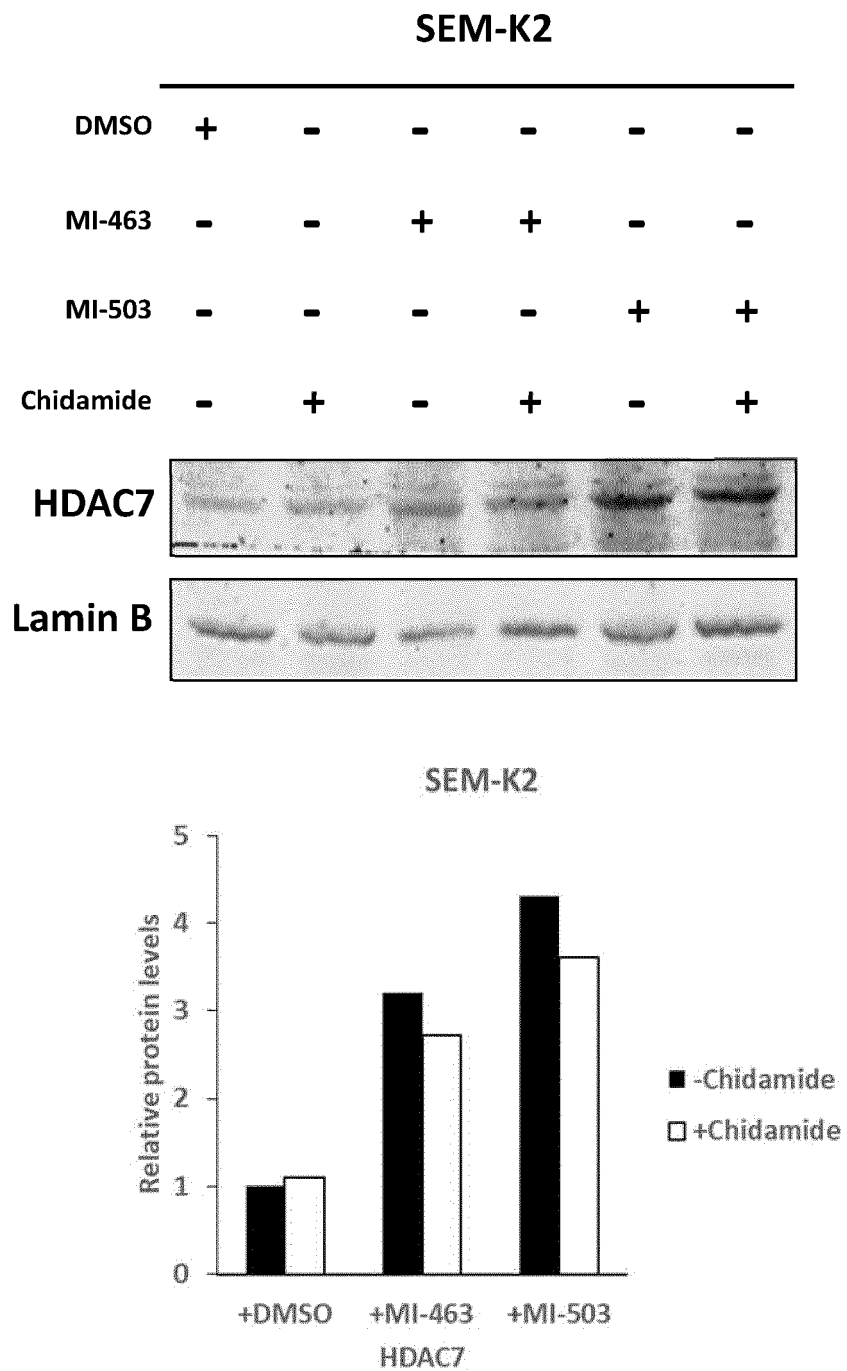 SEM-K2
DMSO + - - - - -
MI-463 - - + + - -
MI-503 - - - - + +
Chidamide - + - + - +
HDAC7
Lamin B
SEM-K2
5
4
3
2
1
0
Relative protein levels
-Chidamide
+Chidamide
+DMSO +MI-463 +MI-503
HDAC7